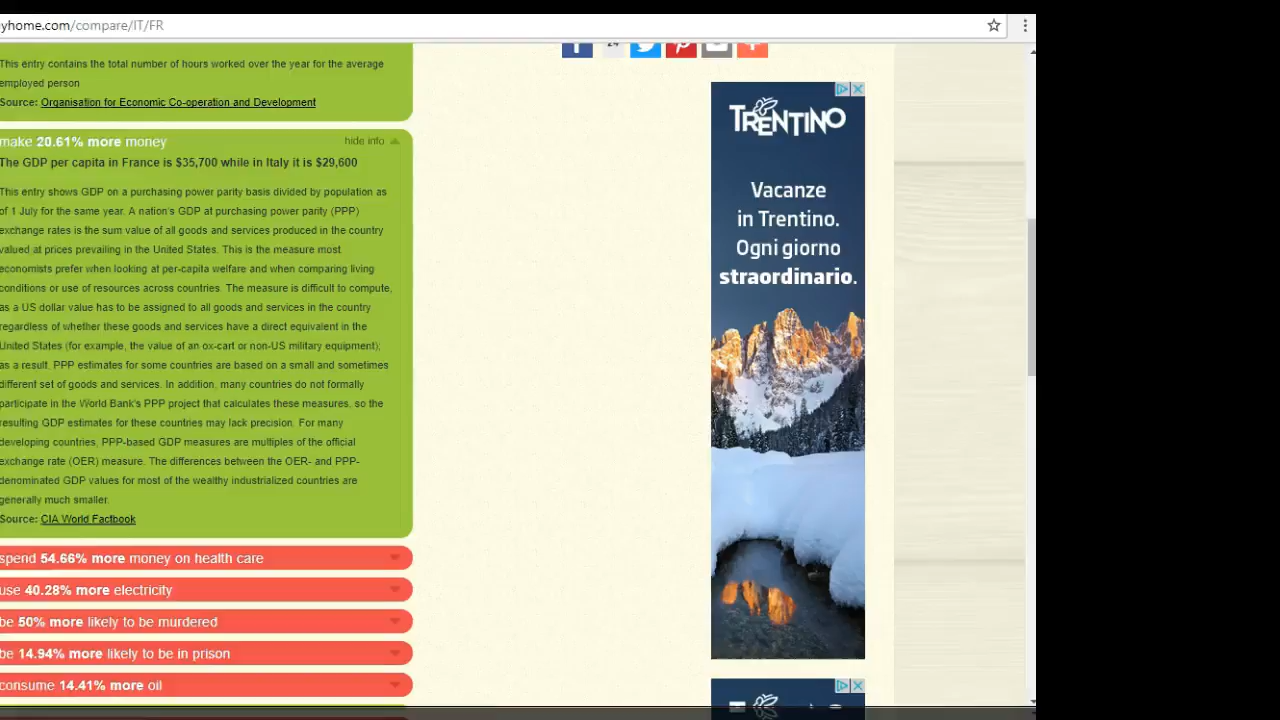 yhome.com/compare/IT/FR
This entry contains the total number of hours worked over the year for the average
employed person
Source: Organisation for Economic Co-operation and Development
make 20.61% more money
hide info
The GDP per capita in France is $35,700 while in Italy it is $29,600
This entry shows GDP on a purchasing power parity basis divided by population as
of 1 July for the same year. A nation's GDP at purchasing power parity (PPP)
exchange rates is the sum value of all goods and services produced in the country
valued at prices prevailing in the United States. This is the measure most
economists prefer when looking at per-capita welfare and when comparing living
conditions or use of resources across countries. The measure is difficult to compute,
as a US dollar value has to be assigned to all goods and services in the country
regardless of whether these goods and services have a direct equivalent in the
United States (for example, the value of an ox-cart or non-US military equipment);
as a result, PPP estimates for some countries are based on a small and sometimes
different set of goods and services. In addition, many countries do not formally
participate in the World Bank's PPP project that calculates these measures, so the
resulting GDP estimates for these countries may lack precision. For many
developing countries, PPP-based GDP measures are multiples of the official
exchange rate (OER) measure. The differences between the OER- and PPP-
denominated GDP values for most of the wealthy industrialized countries are
generally much smaller.
Source: CIA World Factbook
spend 54.66% more money on health care
use 40.28% more electricity
be 50% more likely to be murdered
be 14.94% more likely to be in prison
consume 14.41% more oil
24
TRENTINO
Vacanze
in Trentino.
Ogni giorno
straordinario.